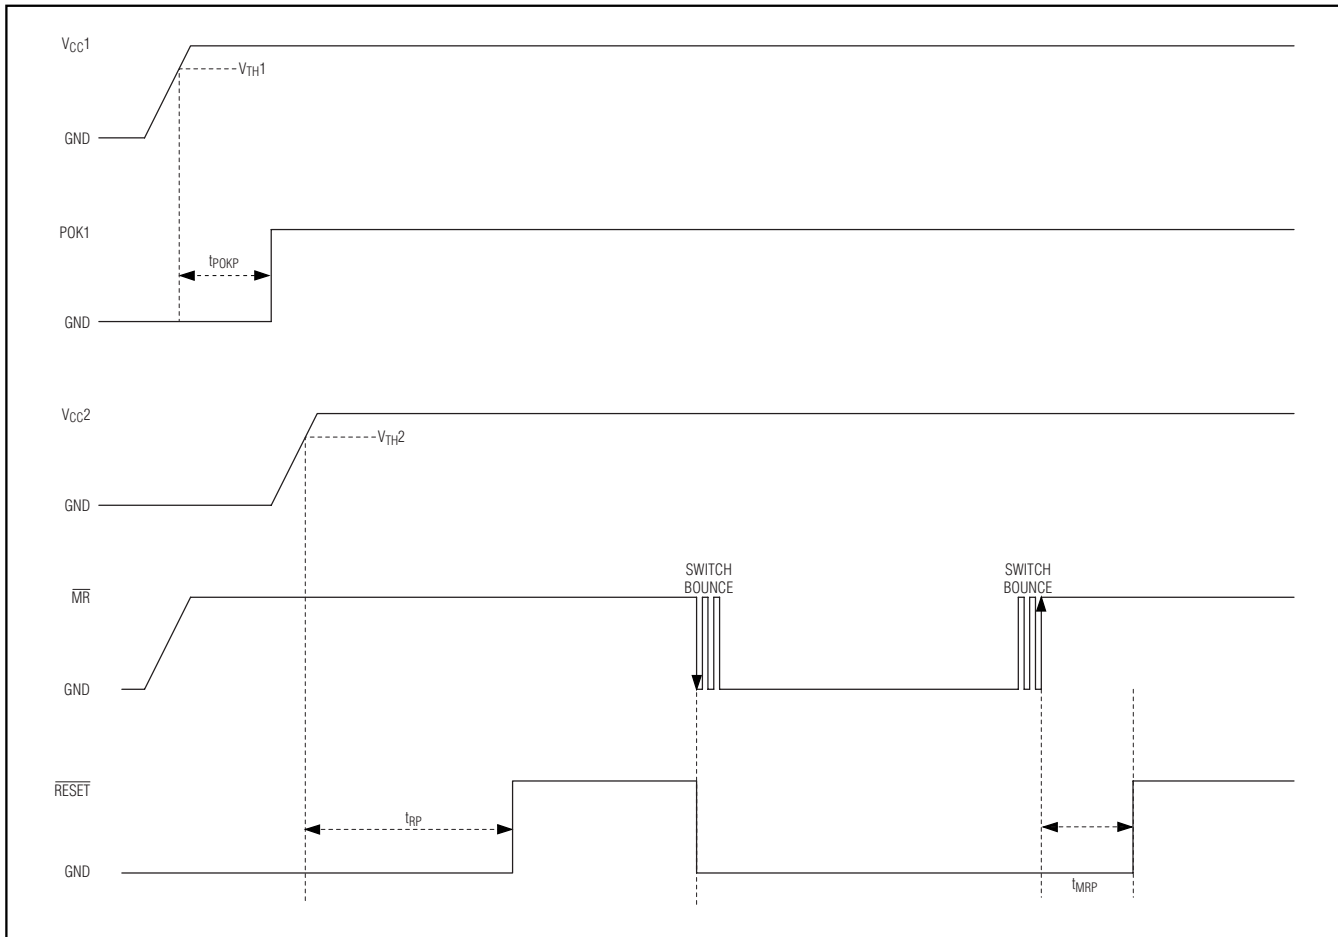 VCC1
VTH1
GND
POK1
tPOKP
GND
VCC2
VTH2
GND
SWITCH
BOUNCE
SWITCH
BOUNCE
MR
GND
RESET
tRP
GND
tMRP